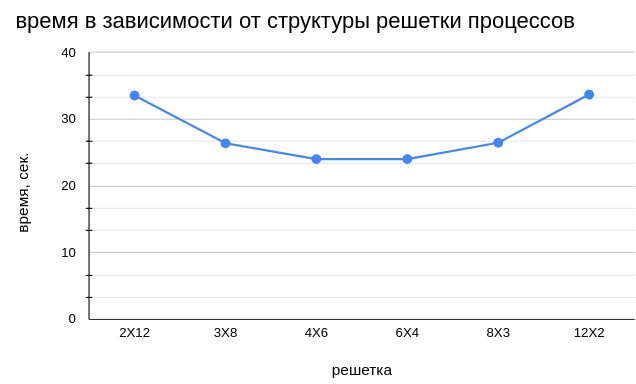 время в зависимости от структуры решетки процессов
40
30
20
10
0
время, сек.
2X12 3X8 4X6 6X4 8X3 12X2
решетка